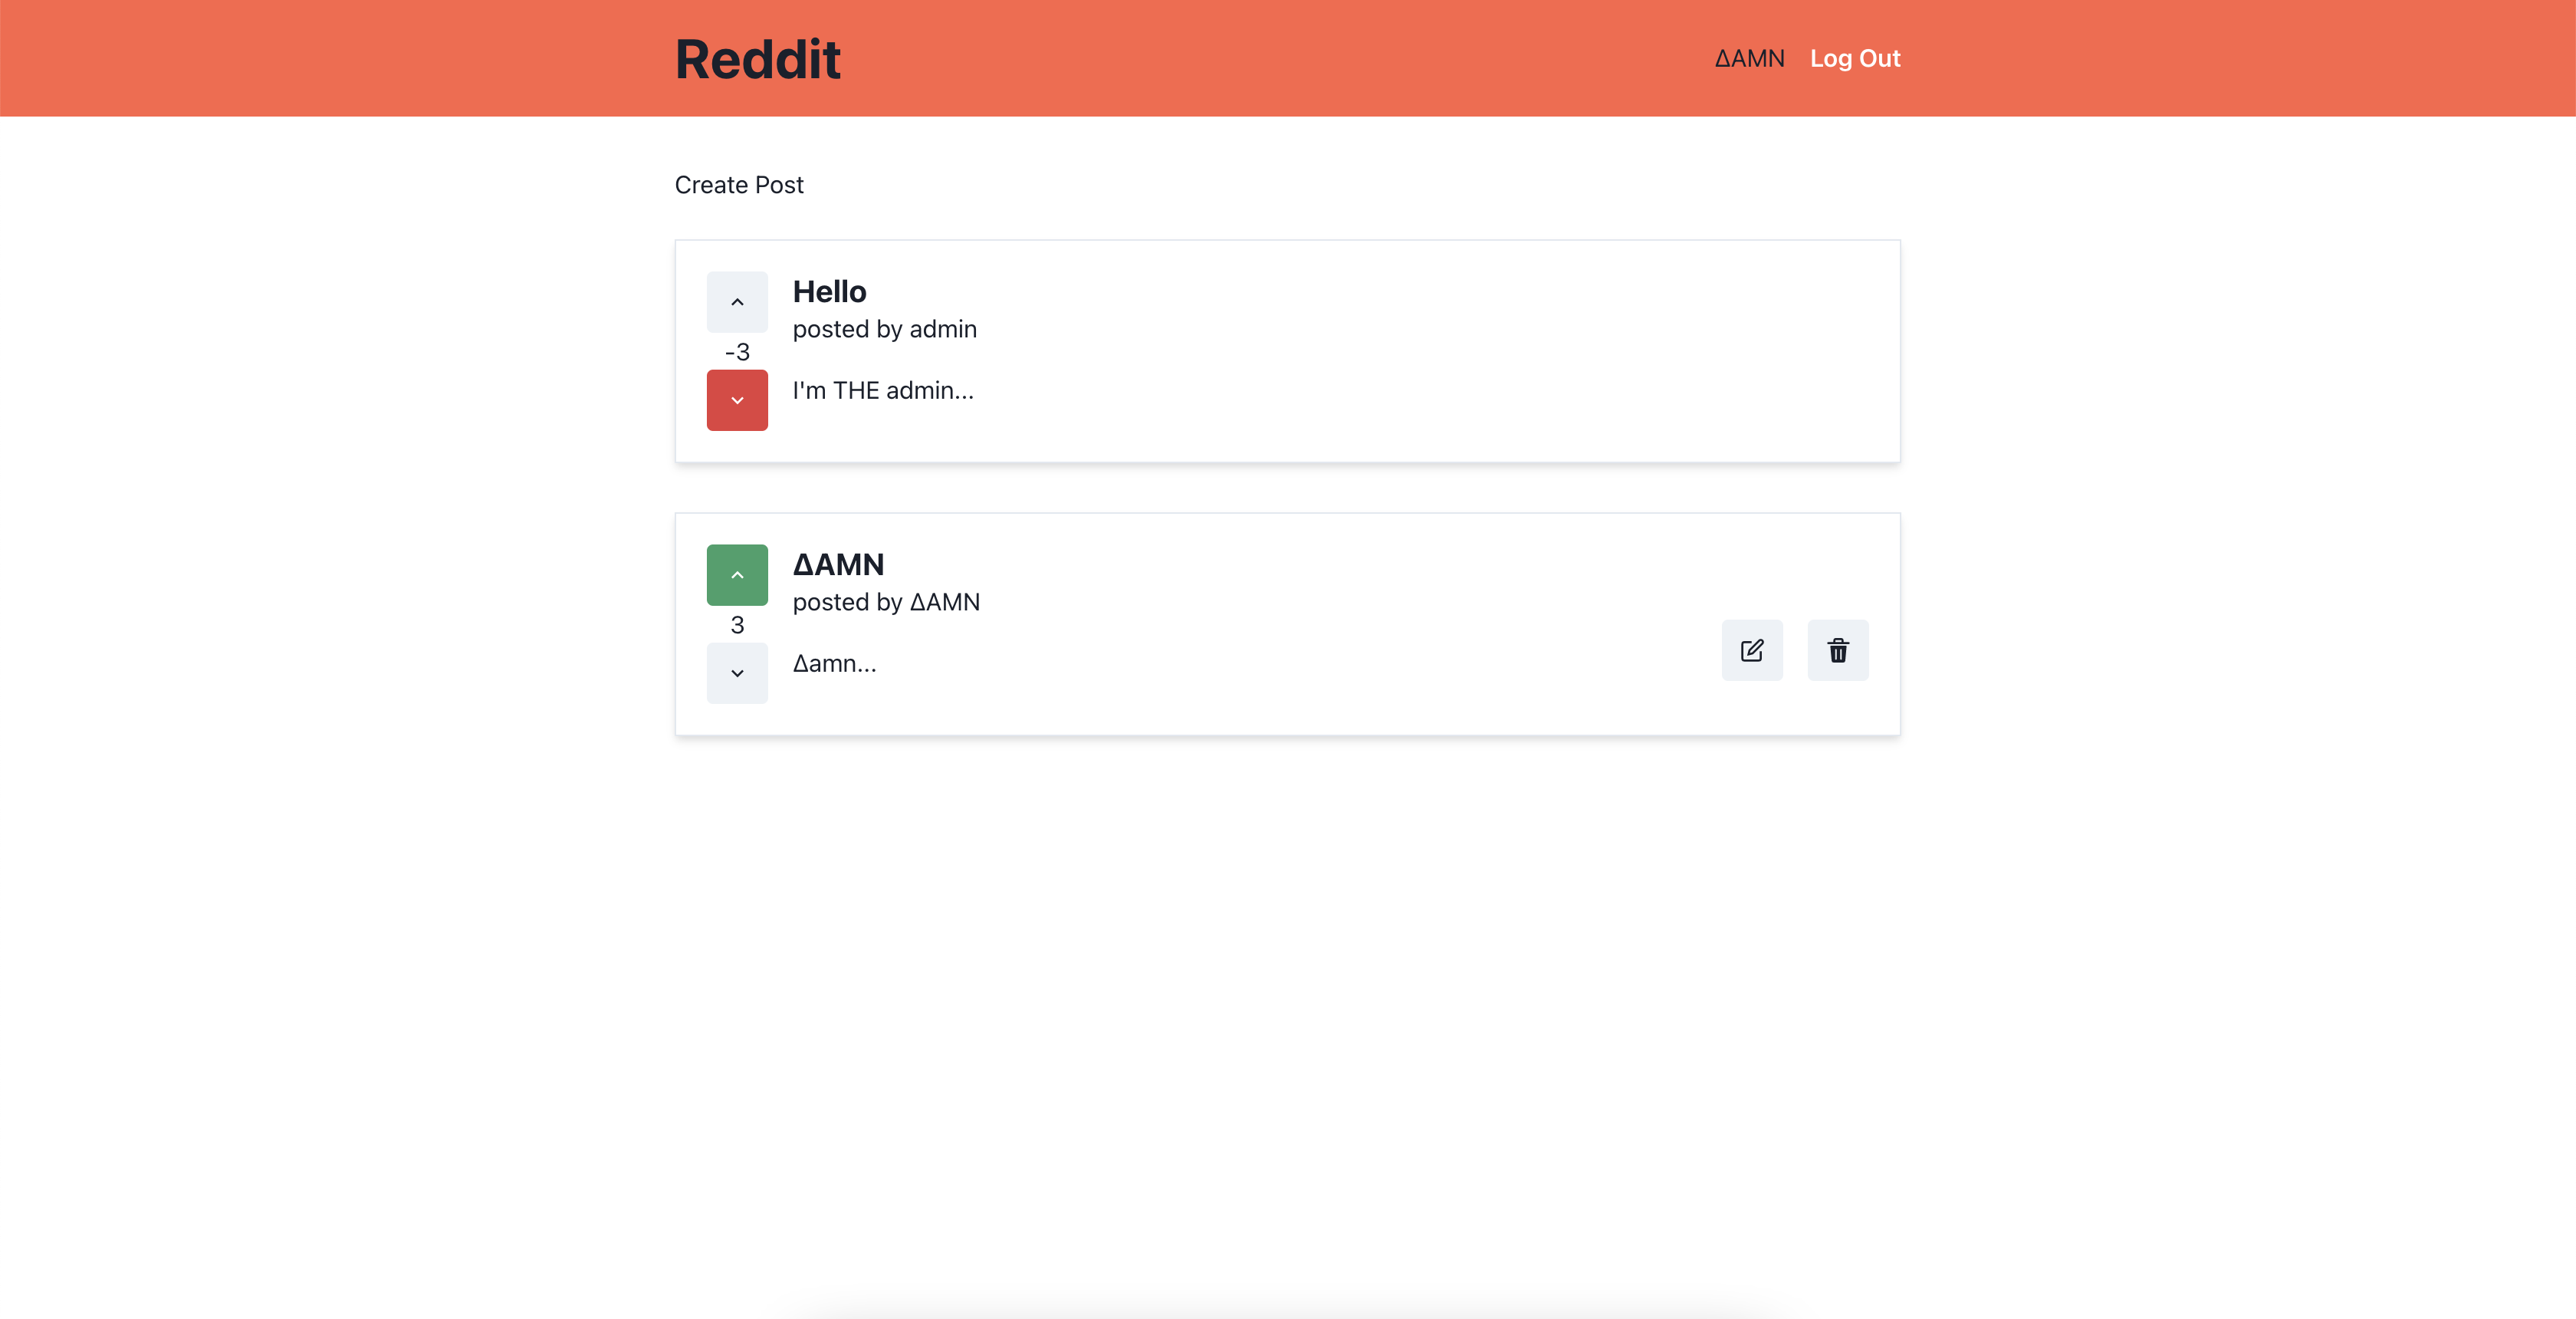 Reddit
ΔAMN Log Out
Create Post
Hello
posted by admin
-3
I'm THE admin...
ΔAMN
posted by ΔAMN
3
Δamn...